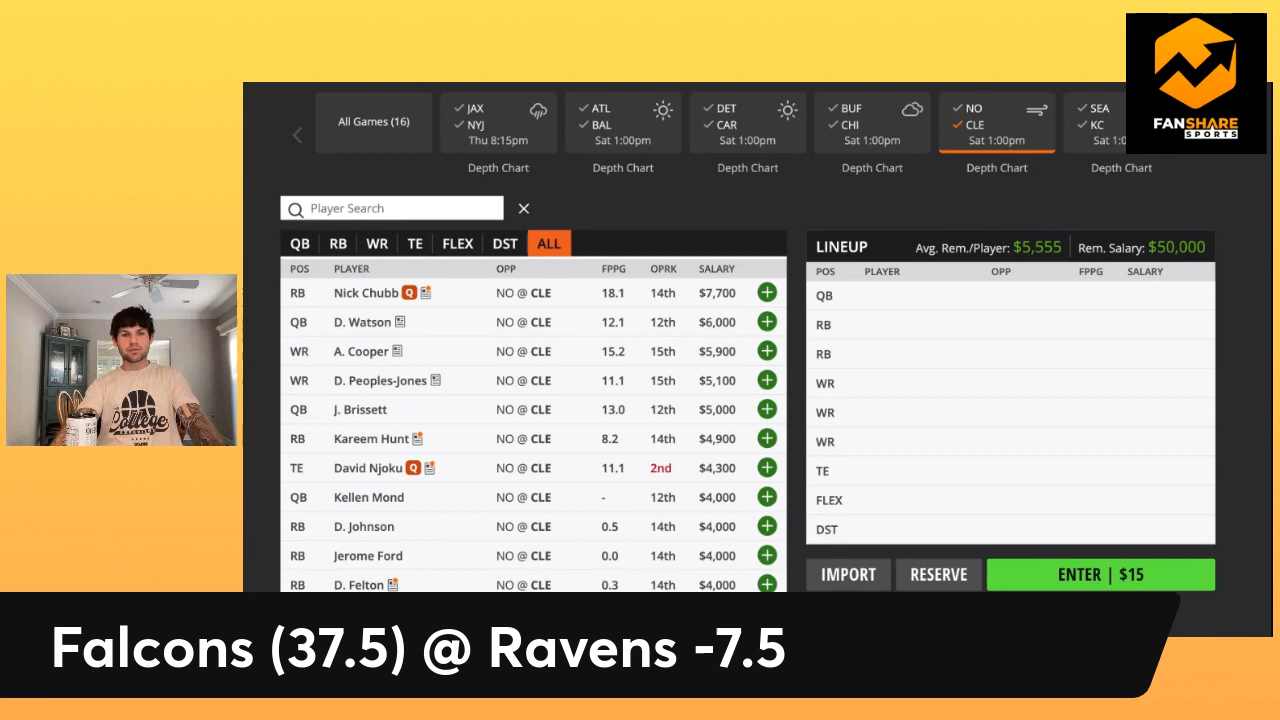 FANSHARE
SPORTS
All Games (16)
JAX
NYJ
Thu 8:15pm
ATL
BAL
Sat 1:00pm
DET
CAR
Sat 1:00pm
BUF
CHI
Sat 1:00pm
NO
CLE
Sat 1:00pm
SEA
KC
Sat 1:0
Depth Chart
Depth Chart
Depth Chart
Depth Chart
Depth Chart
Depth Chart
Player Search
QB RB WR TE FLEX DST ALL
POS PLAYER OPP FPPG OPRK SALARY
RB Nick Chubb Q NO @ CLE 18.1 14th $7,700
QB D. Watson NO @ CLE 12.1 12th $6,000
WR A. Cooper NO @ CLE 15.2 15th $5,900
WR D. Peoples-Jones NO @ CLE 11.1 15th $5,100
QB J. Brissett NO @ CLE 13.0 12th $5,000
RB Kareem Hunt NO @ CLE 8.2 14th $4,900
TE David Njoku Q NO @ CLE 11.1 2nd $4,300
QB Kellen Mond NO @ CLE - 12th $4,000
RB D. Johnson NO @ CLE 0.5 14th $4,000
RB Jerome Ford NO @ CLE 0.0 14th $4,000
RB D. Felton NO @ CLE 0.3 14th $4,000
LINEUP Avg. Rem./Player: $5,555 Rem. Salary: $50,000
POS PLAYER OPP FPPG SALARY
QB
RB
RB
WR
WR
WR
TE
FLEX
DST
IMPORT RESERVE ENTER | $15
College
Falcons (37.5) @ Ravens -7.5